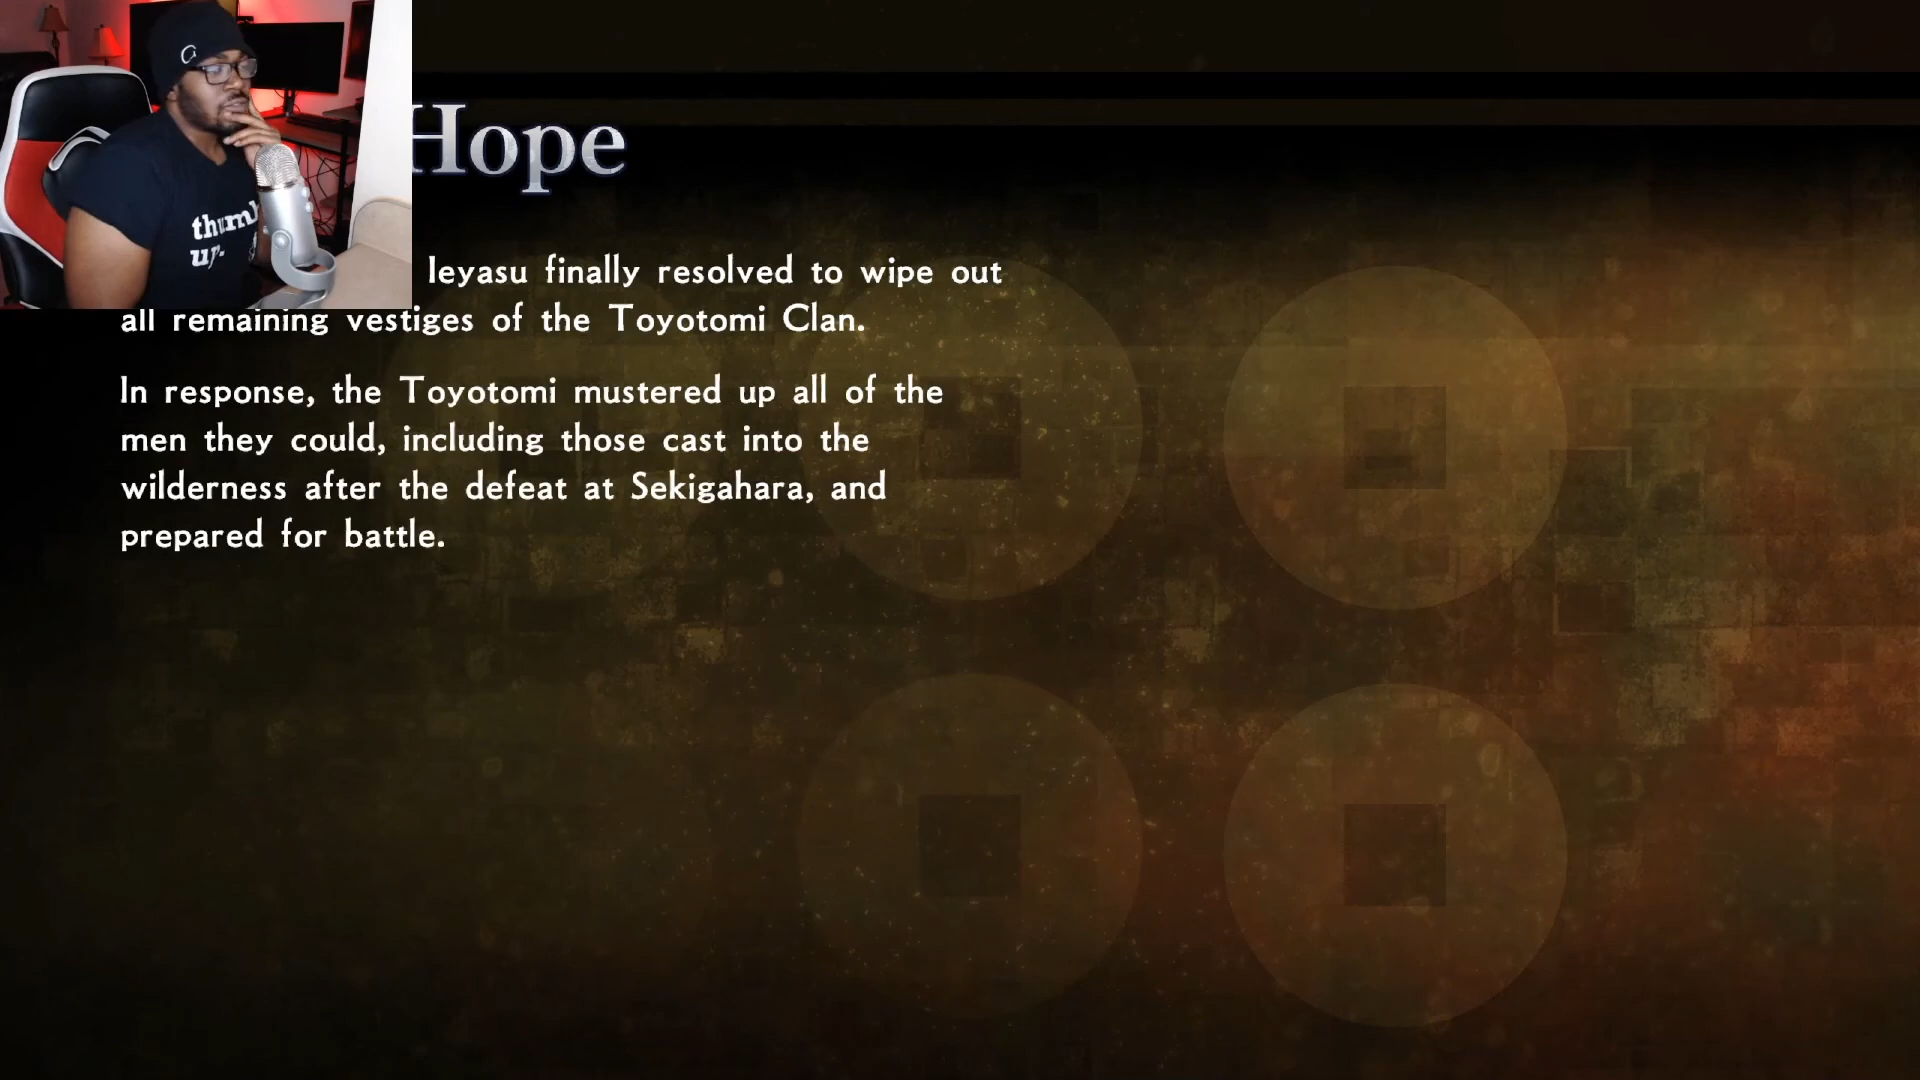 Hope
Ieyasu finally resolved to wipe out
all remaining vestiges of the Toyotomi Clan.
In response, the Toyotomi mustered up all of the
men they could, including those cast into the
wilderness after the defeat at Sekigahara, and
prepared for battle.
up.